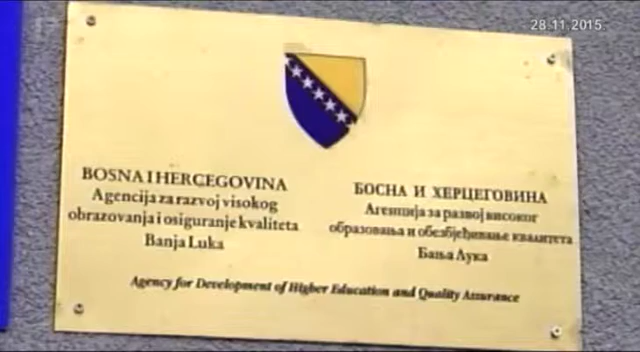 28.11.2015.
BOSNA I HERCEGOVINA
Agencija za razvoj visokog
obrazovanja i osiguranje kvaliteta
Banja Luka
БОСНА И ХЕРЦЕГОВИНА
Агенција за развој високог
образовања и обезбјеђивање квалитета
Бања Лука
Agency for Development of Higher Education and Quality Assurance